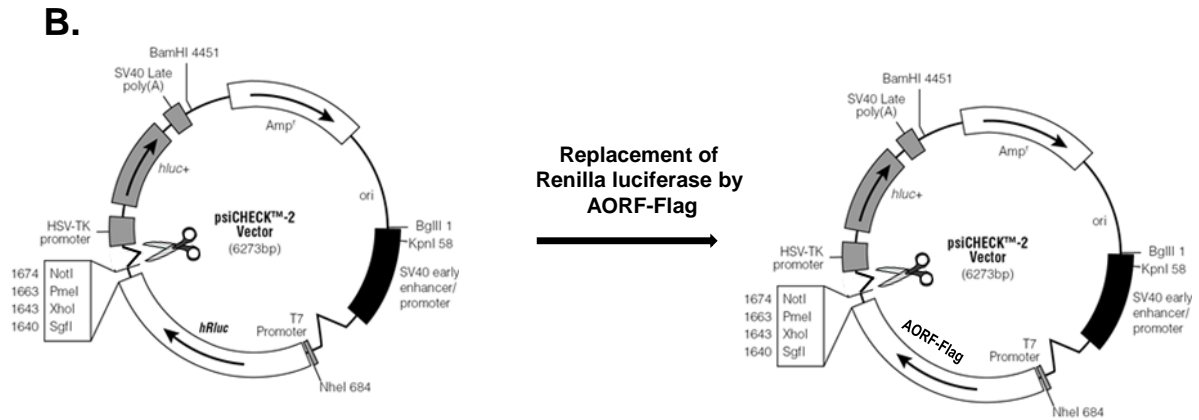 B.
BamHI 4451
SV40 Late
poly(A)
Ampʳ
hluc+
ori
psiCHECK™-2
Vector
(6273bp)
HSV-TK
promoter
BglII 1
KpnI 58
SV40 early
enhancer/
promoter
1674 NotI
1663 PmeI
1643 XhoI
1640 SgfI
hRluc
T7
Promoter
NheI 684
Replacement of
Renilla luciferase by
AORF-Flag
BamHI 4451
SV40 Late
poly(A)
Ampʳ
hluc+
ori
psiCHECK™-2
Vector
(6273bp)
HSV-TK
promoter
BglII 1
KpnI 58
SV40 early
enhancer/
promoter
1674 NotI
1663 PmeI
1643 XhoI
1640 SgfI
AORF-Flag
T7
Promoter
NheI 684